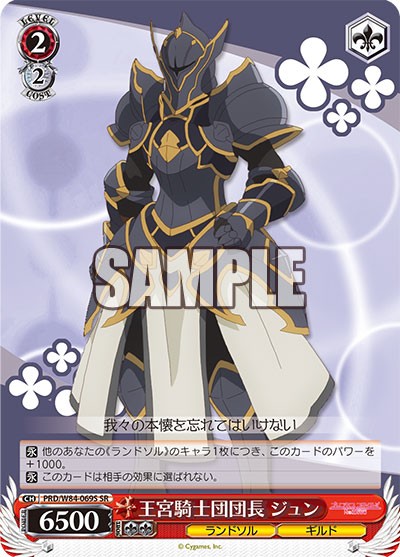 LEVEL
2
2
COST
SAMPLE
我々の本懐を忘れてはいけない!
永 他のあなたの《ランドソル》のキャラ1枚につき、このカードのパワーを
+1000。
永 このカードは相手の効果に選ばれない。
CH PRD/W84-069S SR
6500
王宮騎士団団長 ジュン
ランドソル
ギルド
© Cygames, Inc.